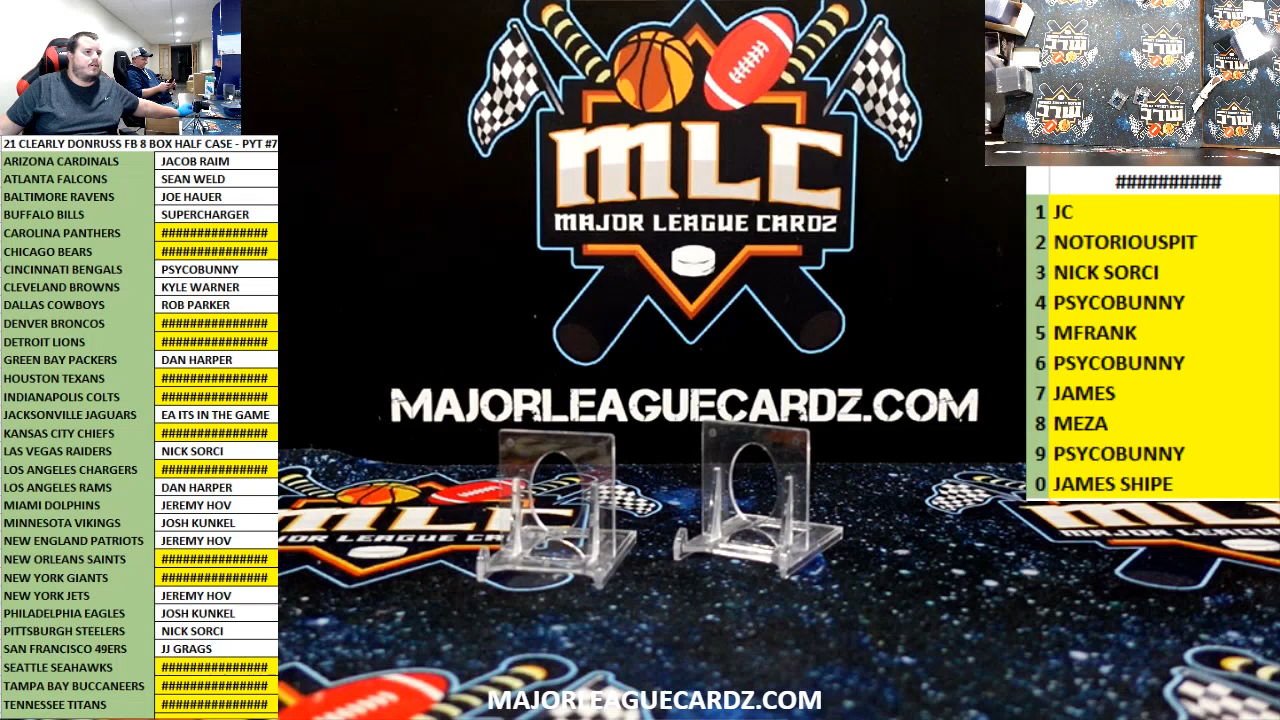 21 CLEARLY DONRUSS FB 8 BOX HALF CASE - PYT #7
ARIZONA CARDINALS JACOB RAIM
ATLANTA FALCONS SEAN WELD
BALTIMORE RAVENS JOE HAUER
BUFFALO BILLS SUPERCHARGER
CAROLINA PANTHERS ###############
CHICAGO BEARS ###############
CINCINNATI BENGALS PSYCOBUNNY
CLEVELAND BROWNS KYLE WARNER
DALLAS COWBOYS ROB PARKER
DENVER BRONCOS ###############
DETROIT LIONS ###############
GREEN BAY PACKERS DAN HARPER
HOUSTON TEXANS ###############
INDIANAPOLIS COLTS ###############
JACKSONVILLE JAGUARS EA ITS IN THE GAME
KANSAS CITY CHIEFS ###############
LAS VEGAS RAIDERS NICK SORCI
LOS ANGELES CHARGERS ###############
LOS ANGELES RAMS DAN HARPER
MIAMI DOLPHINS JEREMY HOV
MINNESOTA VIKINGS JOSH KUNKEL
NEW ENGLAND PATRIOTS JEREMY HOV
NEW ORLEANS SAINTS ###############
NEW YORK GIANTS ###############
NEW YORK JETS JEREMY HOV
PHILADELPHIA EAGLES JOSH KUNKEL
PITTSBURGH STEELERS NICK SORCI
SAN FRANCISCO 49ERS JJ GRAGS
SEATTLE SEAHAWKS ###############
TAMPA BAY BUCCANEERS ###############
TENNESSEE TITANS ###############
MLC
MAJOR LEAGUE CARDZ
MAJORLEAGUECARDZ.COM
MLC
OR LEAGUE CAR
MLC
MAJOR LEAGUE
MAJORLEAGUECARDZ.COM
##########
1 JC
2 NOTORIOUSPIT
3 NICK SORCI
4 PSYCOBUNNY
5 MFRANK
6 PSYCOBUNNY
7 JAMES
8 MEZA
9 PSYCOBUNNY
0 JAMES SHIPE